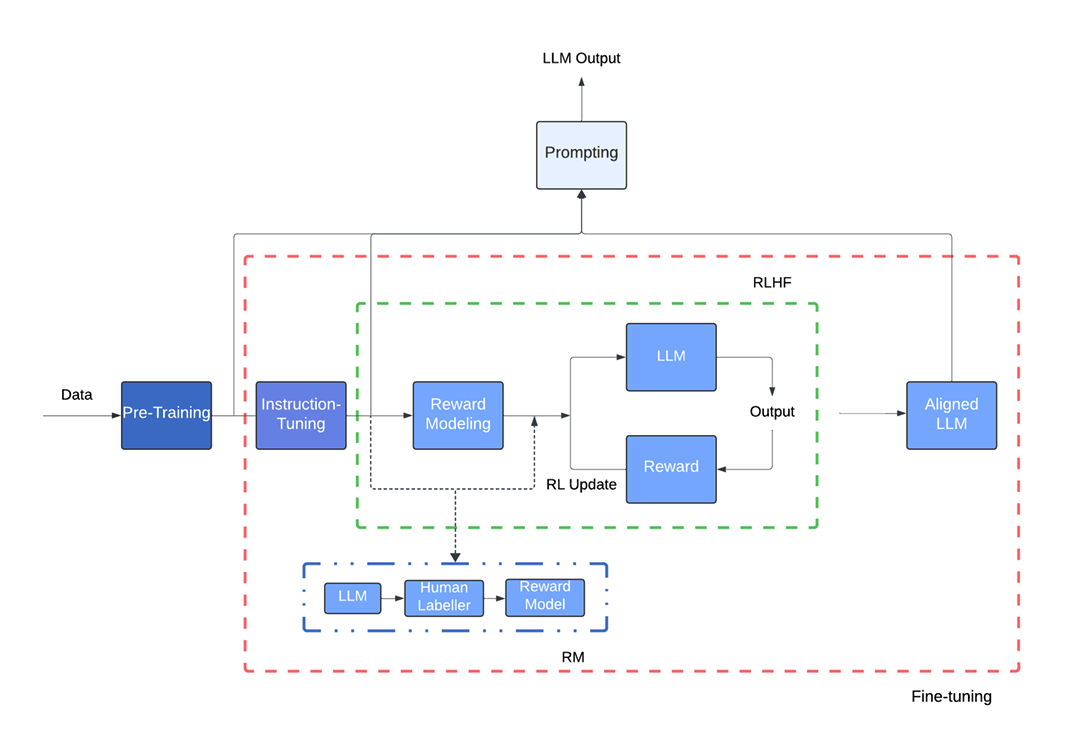 LLM Output
Prompting
RLHF
LLM
Data
Pre-Training
Instruction-
Tuning
Reward
Modeling
Output
Aligned
LLM
Reward
RL Update
LLM
Human
Labeller
Reward
Model
RM
Fine-tuning